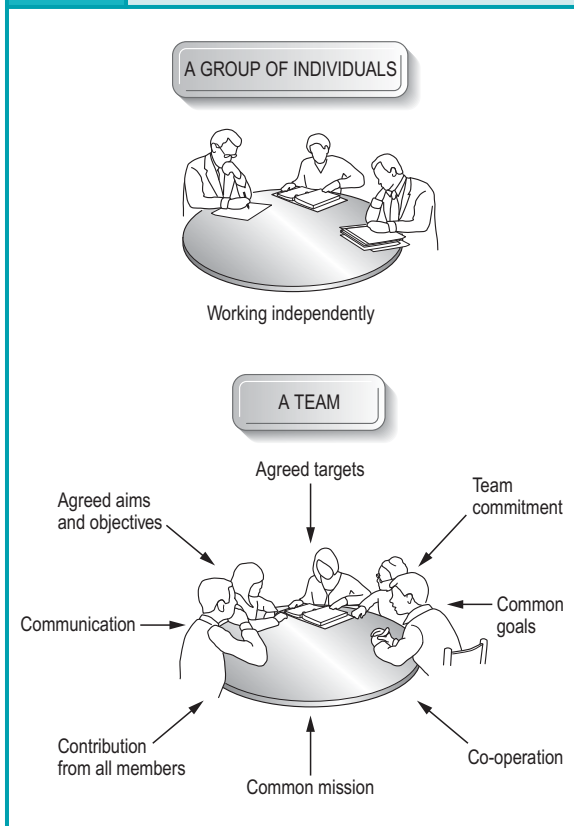 A GROUP OF INDIVIDUALS
Working independently
A TEAM
Agreed targets
Agreed aims
and objectives
Team
commitment
Communication
Common
goals
Contribution
from all members
Co-operation
Common mission